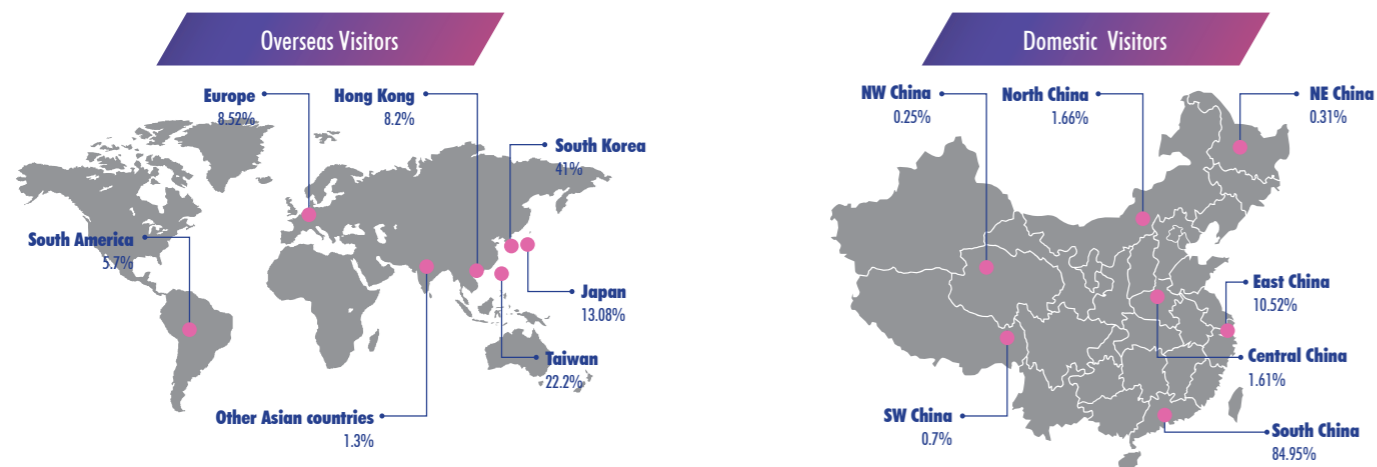 Overseas Visitors
Europe
8.52%
Hong Kong
8.2%
South Korea
41%
South America
5.7%
Japan
13.08%
Taiwan
22.2%
Other Asian countries
1.3%
Domestic Visitors
NW China
0.25%
North China
1.66%
NE China
0.31%
East China
10.52%
Central China
1.61%
SW China
0.7%
South China
84.95%